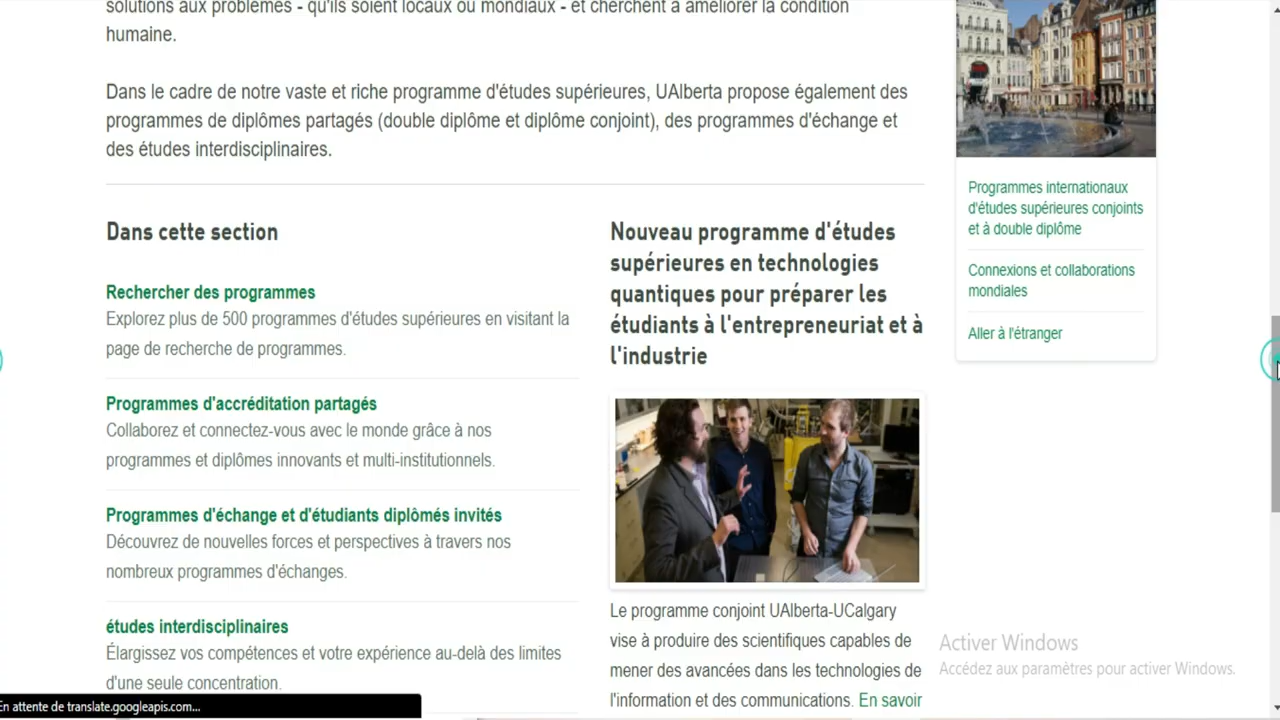 solutions aux problèmes - qu'ils soient locaux ou mondiaux - et cherchent à améliorer la condition
humaine.
Dans le cadre de notre vaste et riche programme d'études supérieures, UAlberta propose également des
programmes de diplômes partagés (double diplôme et diplôme conjoint), des programmes d'échange et
des études interdisciplinaires.
Dans cette section
Rechercher des programmes
Explorez plus de 500 programmes d'études supérieures en visitant la
page de recherche de programmes.
Programmes d'accréditation partagés
Collaborez et connectez-vous avec le monde grâce à nos
programmes et diplômes innovants et multi-institutionnels.
Programmes d'échange et d'étudiants diplômés invités
Découvrez de nouvelles forces et perspectives à travers nos
nombreux programmes d'échanges.
études interdisciplinaires
Élargissez vos compétences et votre expérience au-delà des limites
d'une seule concentration.
Nouveau programme d'études
supérieures en technologies
quantiques pour préparer les
étudiants à l'entrepreneuriat et à
l'industrie
Le programme conjoint UAlberta-UCalgary
vise à produire des scientifiques capables de
mener des avancées dans les technologies de
l'information et des communications. En savoir
Programmes internationaux
d'études supérieures conjoints
et à double diplôme
Connexions et collaborations
mondiales
Aller à l'étranger
Activer Windows
Accédez aux paramètres pour activer Windows.
En attente de translate.googleapis.com...